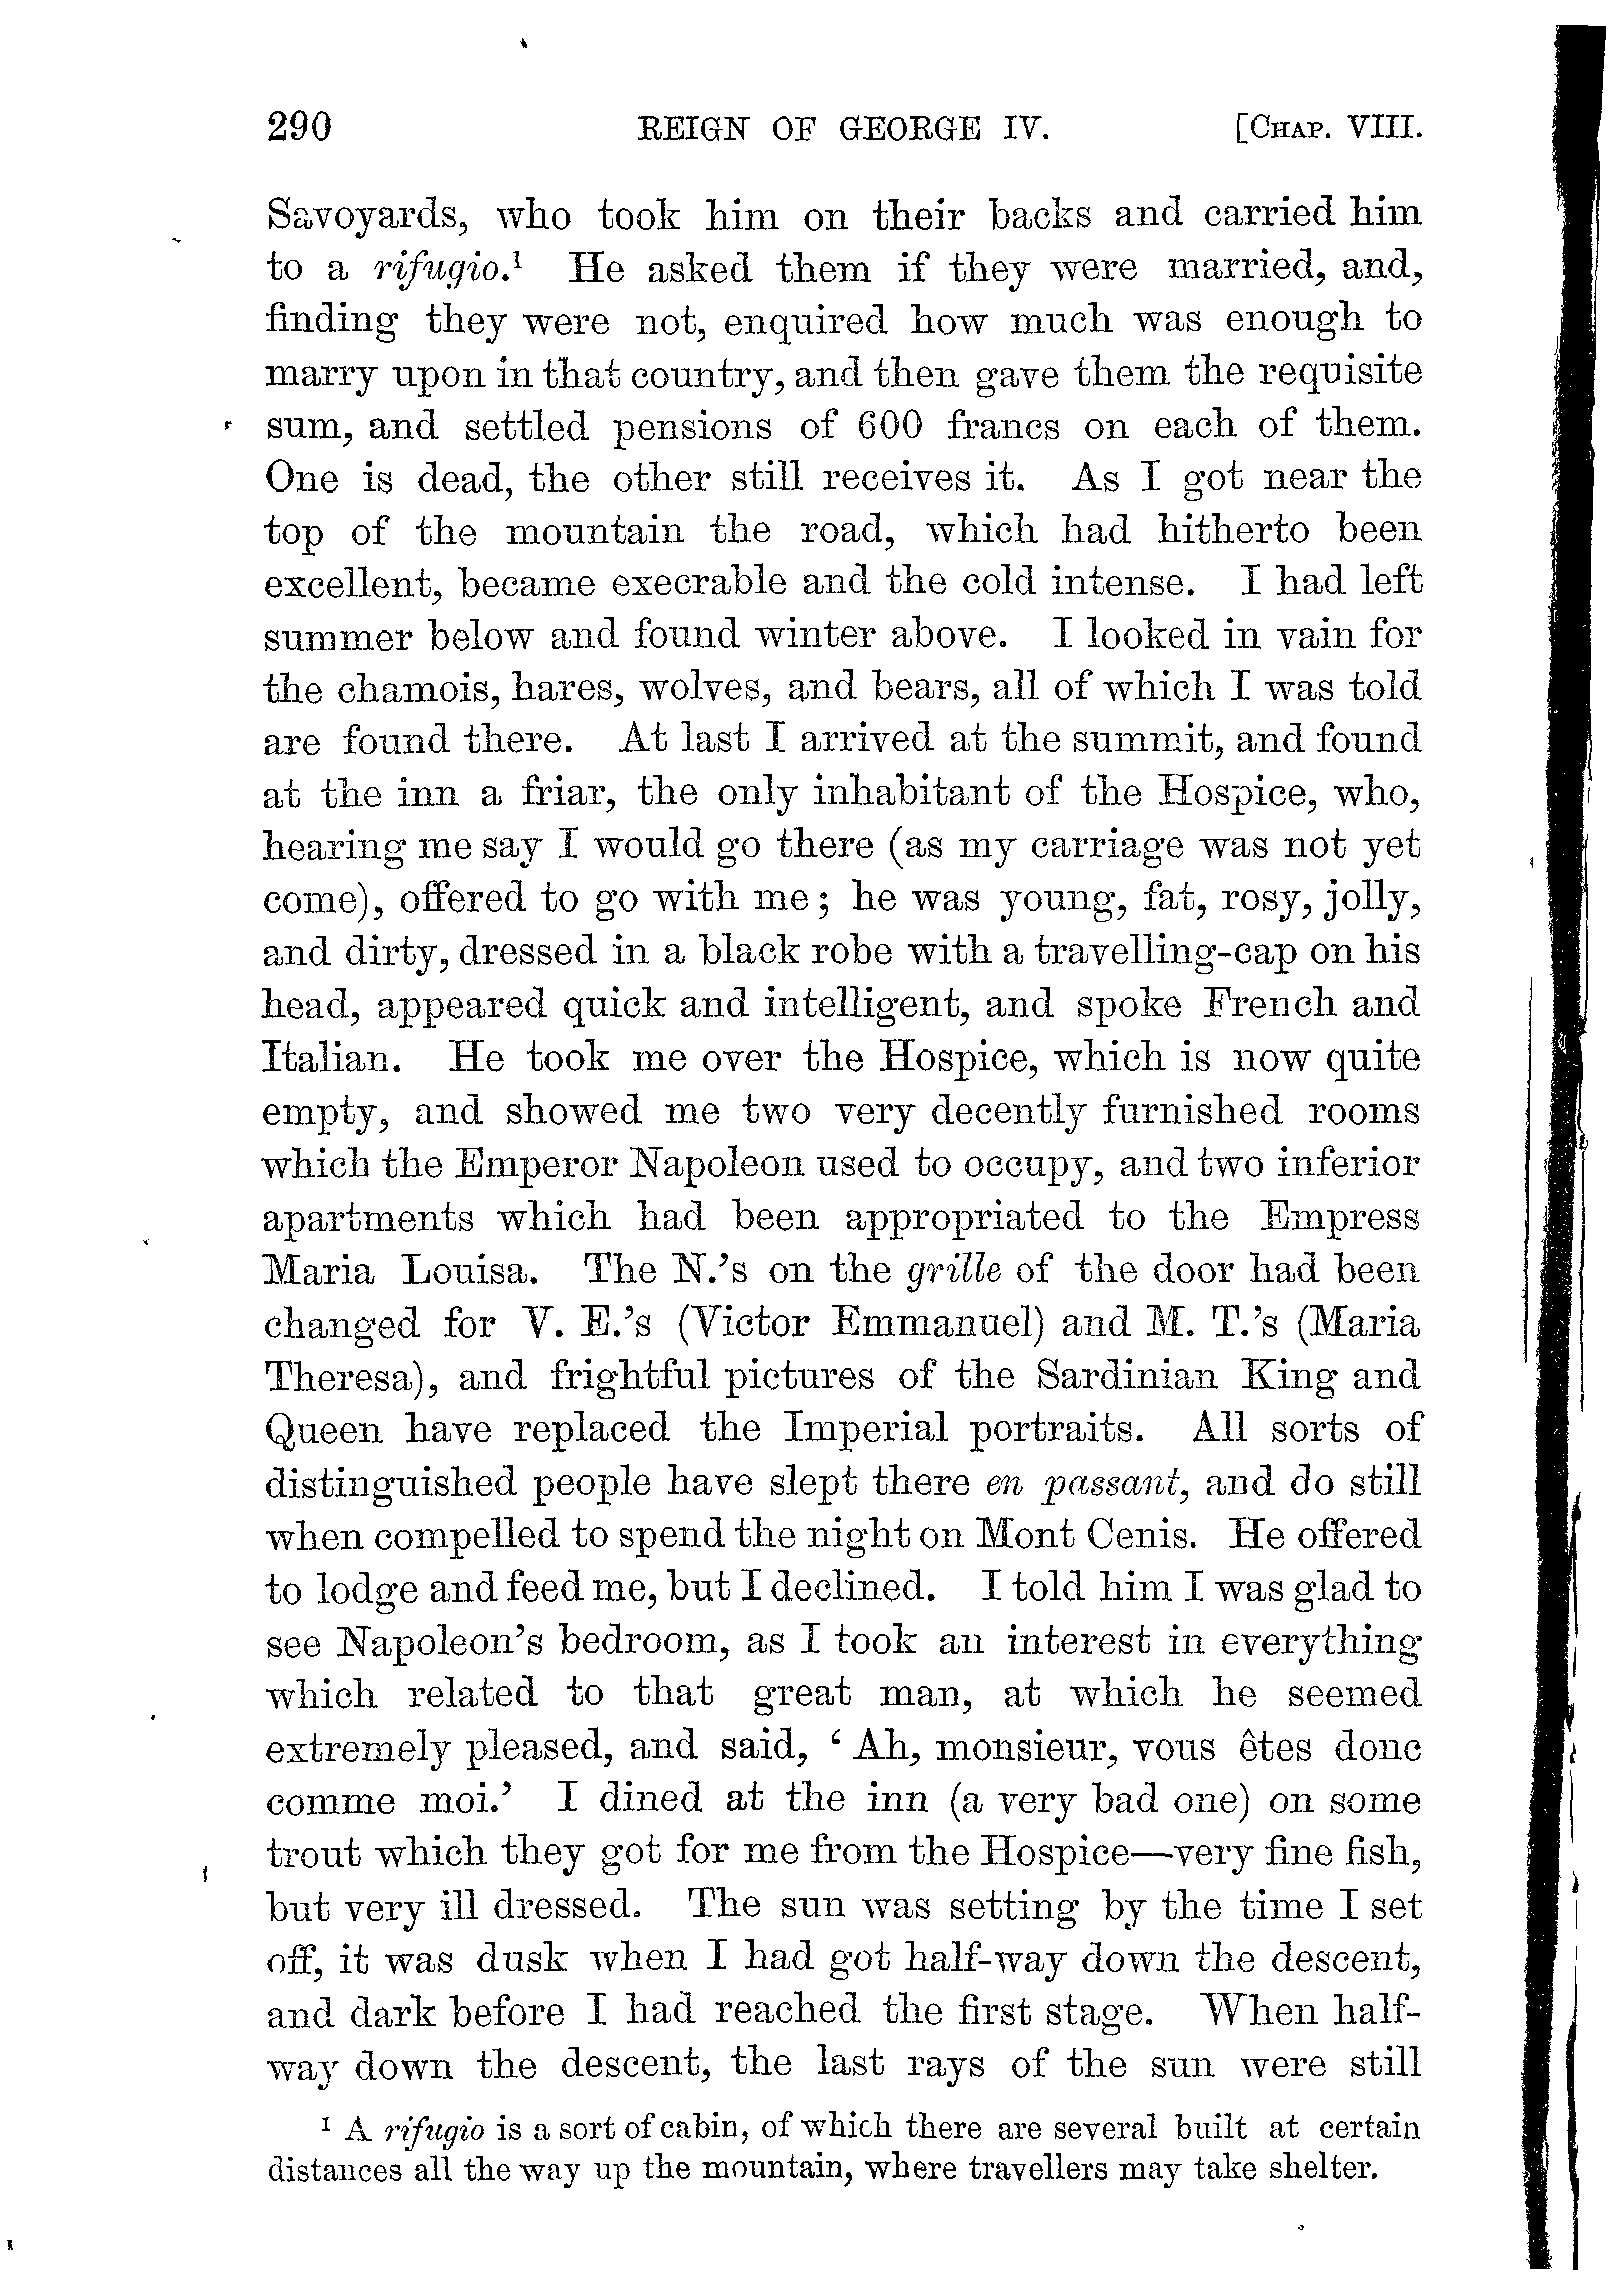 290 REIGN OF GEORGE IV. [CHAP. VIII.
Savoyards, who took him on their backs and carried him
to a rifugio.¹ He asked them if they were married, and,
finding they were not, enquired how much was enough to
marry upon in that country, and then gave them the requisite
sum, and settled pensions of 600 francs on each of them.
One is dead, the other still receives it. As I got near the
top of the mountain the road, which had hitherto been
excellent, became execrable and the cold intense. I had left
summer below and found winter above. I looked in vain for
the chamois, hares, wolves, and bears, all of which I was told
are found there. At last I arrived at the summit, and found
at the inn a friar, the only inhabitant of the Hospice, who,
hearing me say I would go there (as my carriage was not yet
come), offered to go with me; he was young, fat, rosy, jolly,
and dirty, dressed in a black robe with a travelling-cap on his
head, appeared quick and intelligent, and spoke French and
Italian. He took me over the Hospice, which is now quite
empty, and showed me two very decently furnished rooms
which the Emperor Napoleon used to occupy, and two inferior
apartments which had been appropriated to the Empress
Maria Louisa. The N.'s on the grille of the door had been
changed for V. E.'s (Victor Emmanuel) and M. T.'s (Maria
Theresa), and frightful pictures of the Sardinian King and
Queen have replaced the Imperial portraits. All sorts of
distinguished people have slept there en passant, and do still
when compelled to spend the night on Mont Cenis. He offered
to lodge and feed me, but I declined. I told him I was glad to
see Napoleon's bedroom, as I took an interest in everything
which related to that great man, at which he seemed
extremely pleased, and said, ‘Ah, monsieur, vous êtes donc
comme moi.’ I dined at the inn (a very bad one) on some
trout which they got for me from the Hospice—very fine fish,
but very ill dressed. The sun was setting by the time I set
off, it was dusk when I had got half-way down the descent,
and dark before I had reached the first stage. When half-
way down the descent, the last rays of the sun were still
¹ A rifugio is a sort of cabin, of which there are several built at certain
distances all the way up the mountain, where travellers may take shelter.